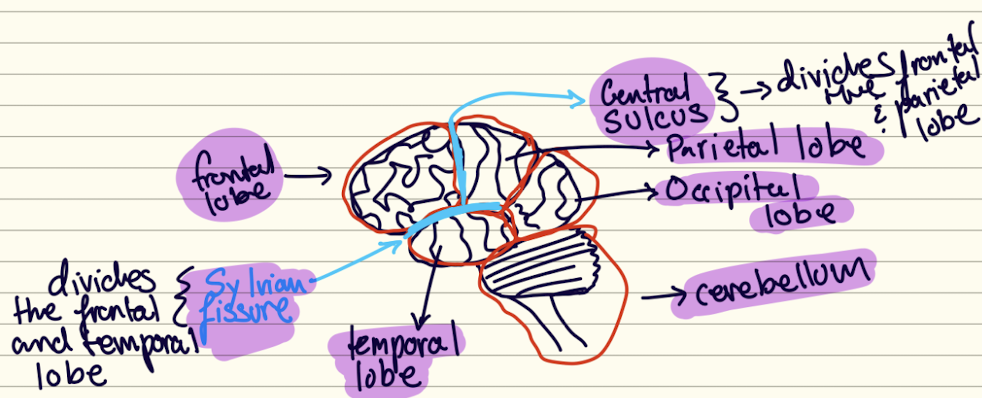 Central
sulcus
divides frontal
the & parietal
lobe
Parietal lobe
frontal
lobe
Occipital
lobe
divides
the frontal
and temporal
lobe
Sylvian
fissure
cerebellum
temporal
lobe